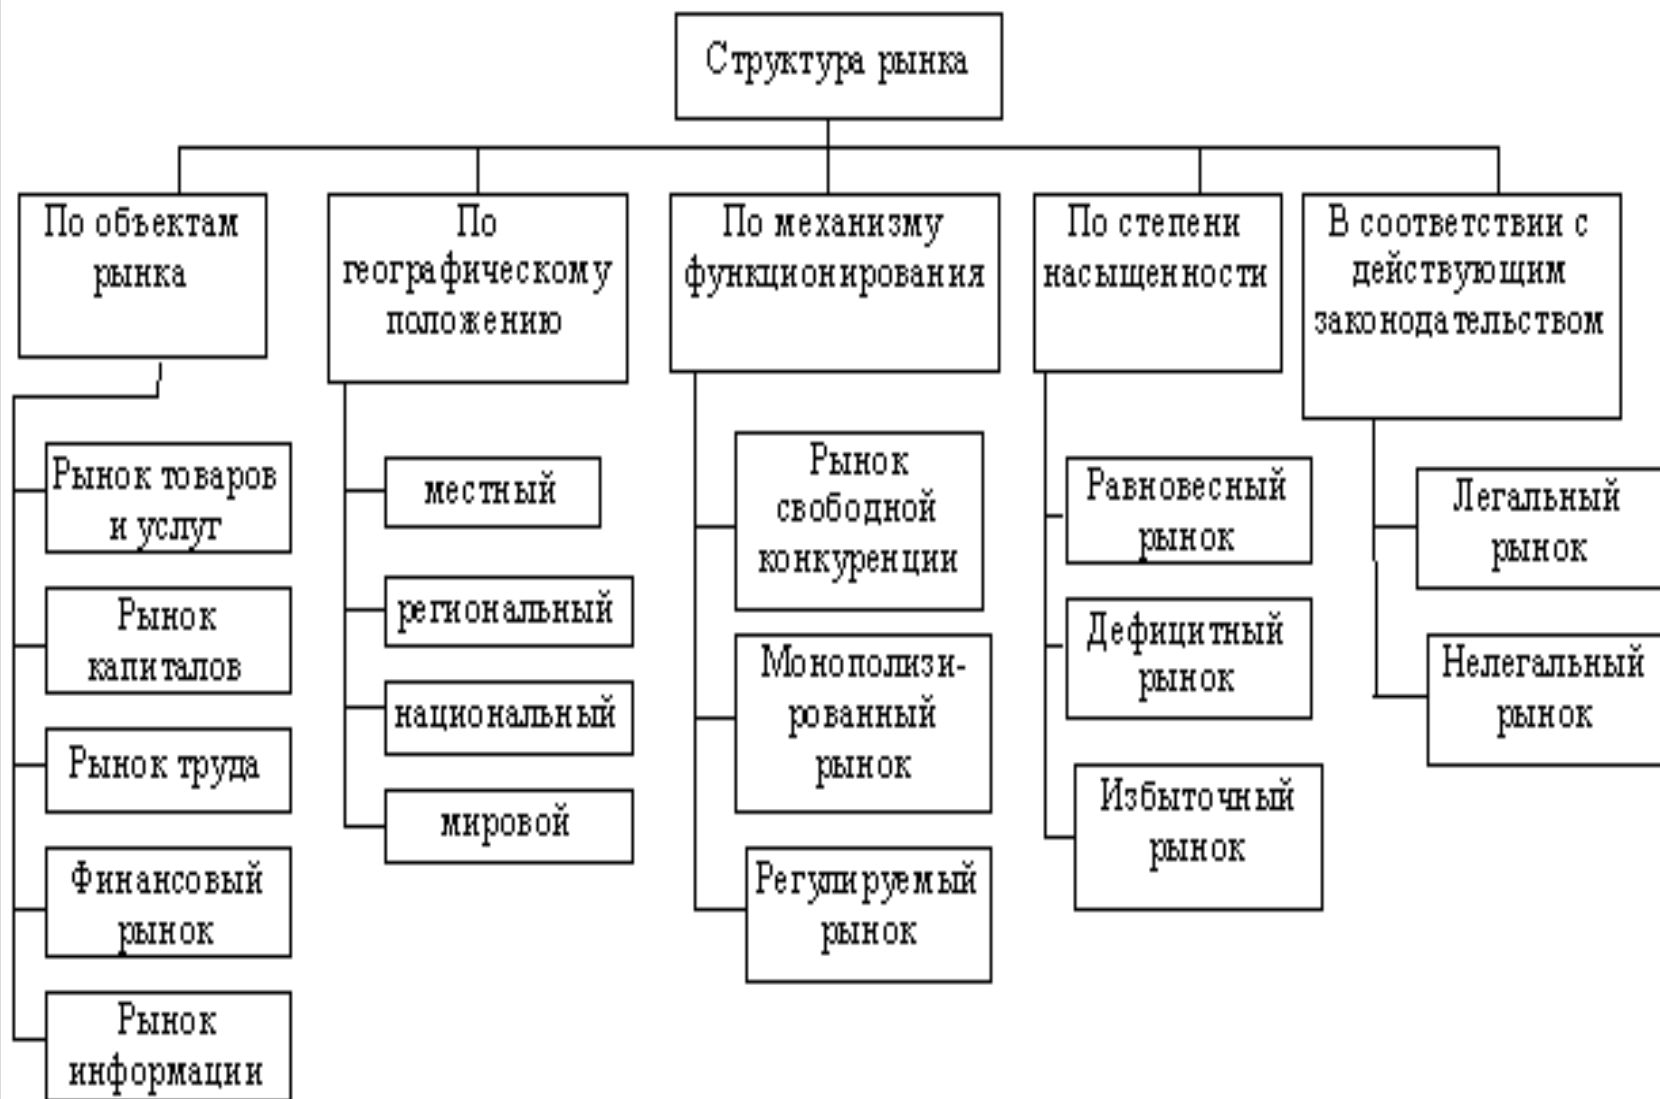 Структура рынка
По объектам
рынка
По
географическому
положению
По механизму
функционирования
По степени
насыщенности
В соответствии с
действующим
законодательством
Рынок товаров
и услуг
Рынок
капиталов
Рынок труда
Финансовый
рынок
Рынок
информации
местный
региональный
национальный
мировой
Рынок
свободной
конкуренции
Монополизи-
рованный
рынок
Регулируемый
рынок
Равновесный
рынок
Дефицитный
рынок
Избыточный
рынок
Легальный
рынок
Нелегальный
рынок